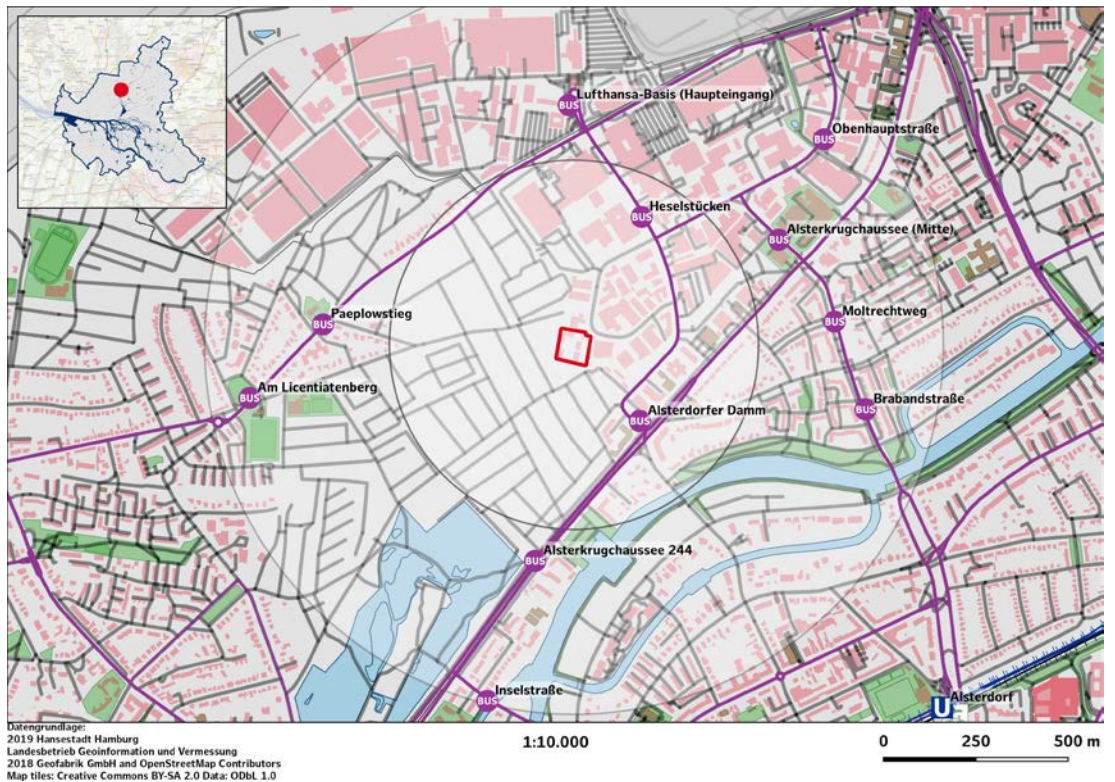 Lufthansa-Basis (Haupteingang)
BUS
Obenhauptstraße
BUS
Heselstücken
BUS
Alsterkrugchaussee (Mitte)
BUS
Paeplowstieg
BUS
Moltrechtweg
BUS
Am Licentiatenberg
BUS
Brabandstraße
BUS
Alsterdorfer Damm
BUS
Alsterkrugchaussee 244
BUS
Inselstraße
BUS
Alsterdorf
U
Datengrundlage:
2019 Hansestadt Hamburg
Landesbetrieb Geoinformation und Vermessung
2018 Geofabrik GmbH and OpenStreetMap Contributors
Map tiles: Creative Commons BY-SA 2.0 Data: ODbL 1.0
1:10.000
0 250 500 m